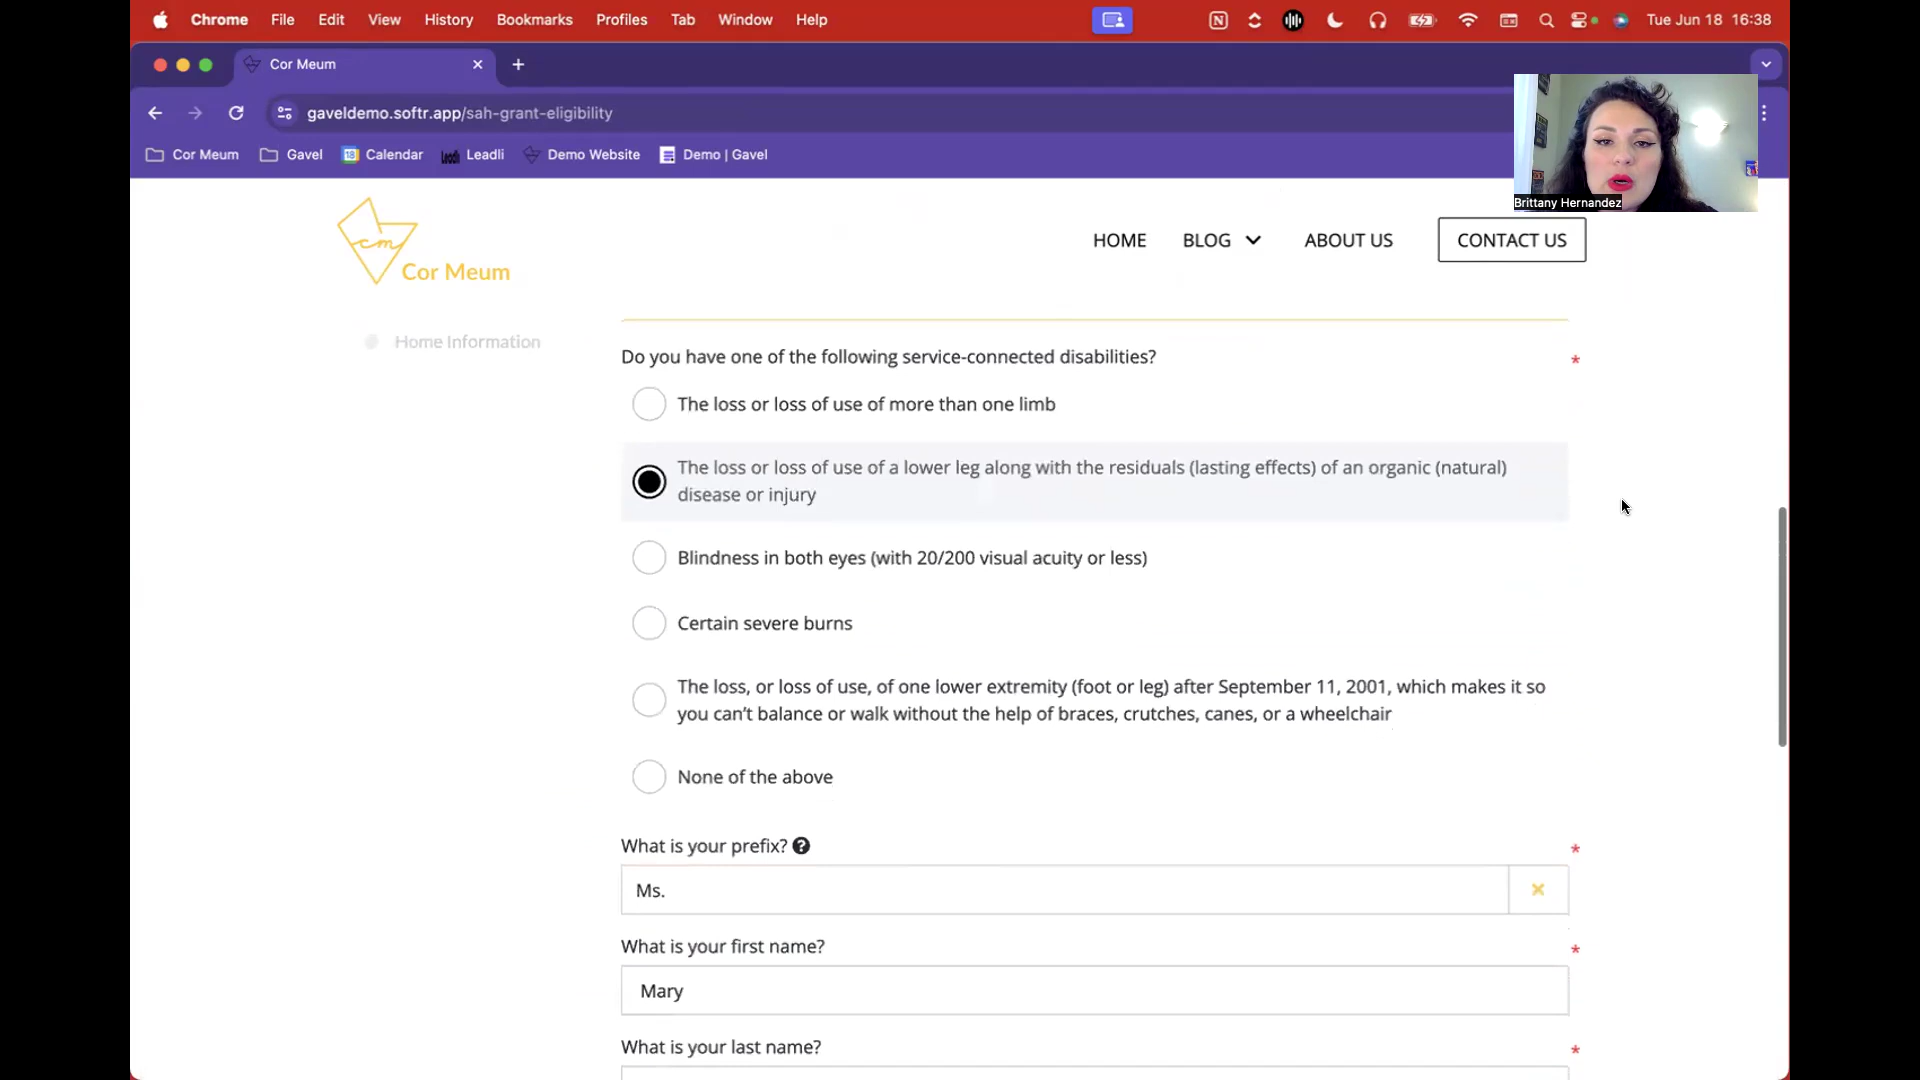 Chrome File Edit View History Bookmarks Profiles Tab Window Help Tue Jun 18 16:38
Cor Meum
gaveldemo.softr.app/sah-grant-eligibility
Cor Meum Gavel Calendar Leadli Demo Website Demo | Gavel
Brittany Hernandez
cm Cor Meum
HOME BLOG ABOUT US CONTACT US
Home Information
Do you have one of the following service-connected disabilities? *
The loss or loss of use of more than one limb
The loss or loss of use of a lower leg along with the residuals (lasting effects) of an organic (natural)
disease or injury
Blindness in both eyes (with 20/200 visual acuity or less)
Certain severe burns
The loss, or loss of use, of one lower extremity (foot or leg) after September 11, 2001, which makes it so
you can’t balance or walk without the help of braces, crutches, canes, or a wheelchair
None of the above
What is your prefix? *
Ms.
What is your first name? *
Mary
What is your last name? *